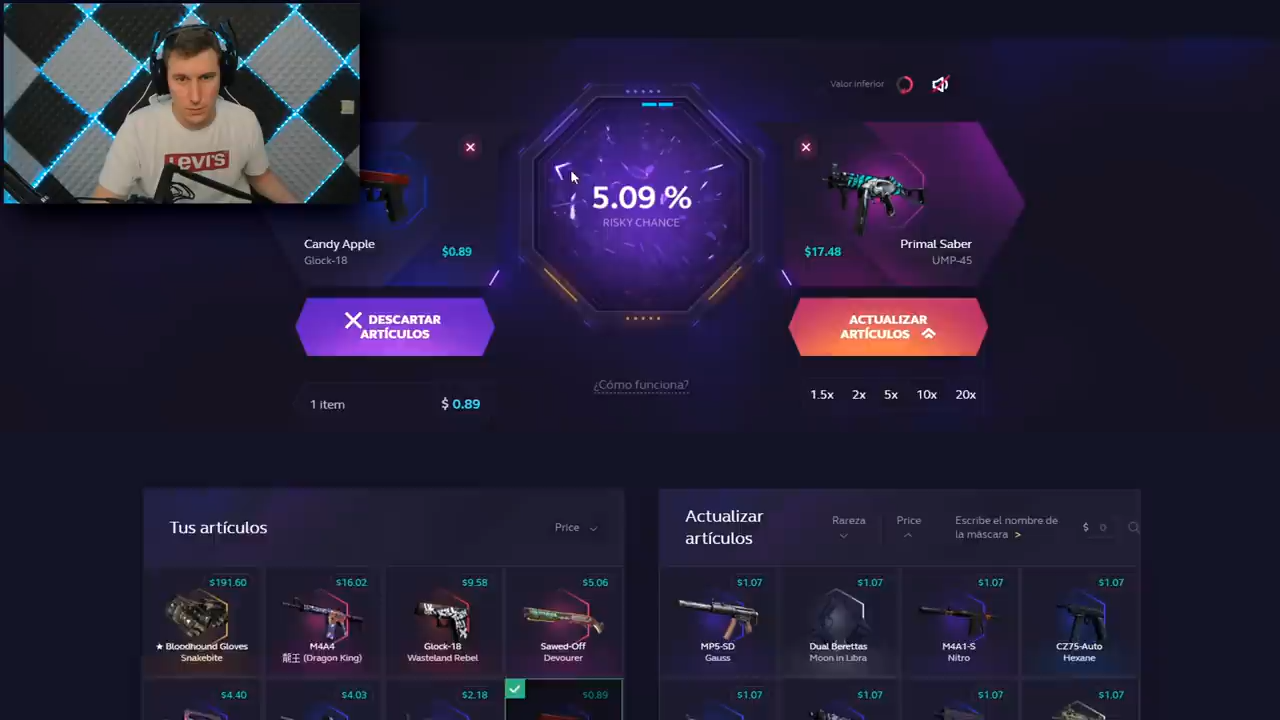 LEVI'S
Valor inferior
5.09 %
RISKY CHANCE
Candy Apple
Glock-18
$0.89
$17.48
Primal Saber
UMP-45
DESCARTAR
ARTÍCULOS
ACTUALIZAR
ARTÍCULOS
1 item
$ 0.89
¿Cómo funciona?
1.5x 2x 5x 10x 20x
Tus artículos
Price
Actualizar
artículos
Rareza
Price
Escribe el nombre de
la máscara >
$ 0
$191.60
★ Bloodhound Gloves
Snakebite
$16.02
M4A4
龍王 (Dragon King)
$9.58
Glock-18
Wasteland Rebel
$5.06
Sawed-Off
Devourer
$1.07
MP5-SD
Gauss
$1.07
Dual Berettas
Moon in Libra
$1.07
M4A1-S
Nitro
$1.07
CZ75-Auto
Hexane
$4.40
$4.03
$2.18
$0.89
$1.07
$1.07
$1.07
$1.07